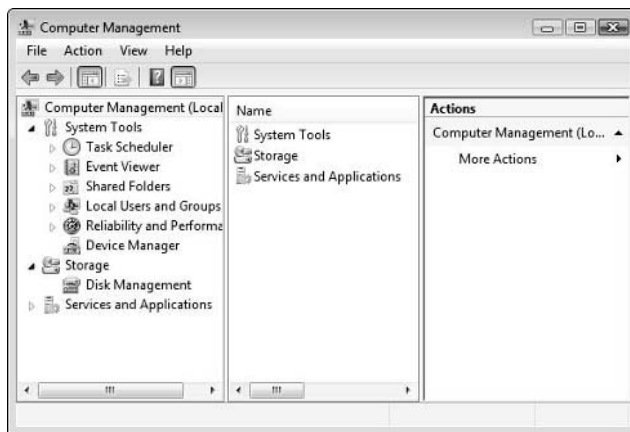 Computer Management
File Action View Help
Computer Management (Local
System Tools
Task Scheduler
Event Viewer
Shared Folders
Local Users and Groups
Reliability and Performa
Device Manager
Storage
Disk Management
Services and Applications
Name
System Tools
Storage
Services and Applications
Actions
Computer Management (Lo...
More Actions